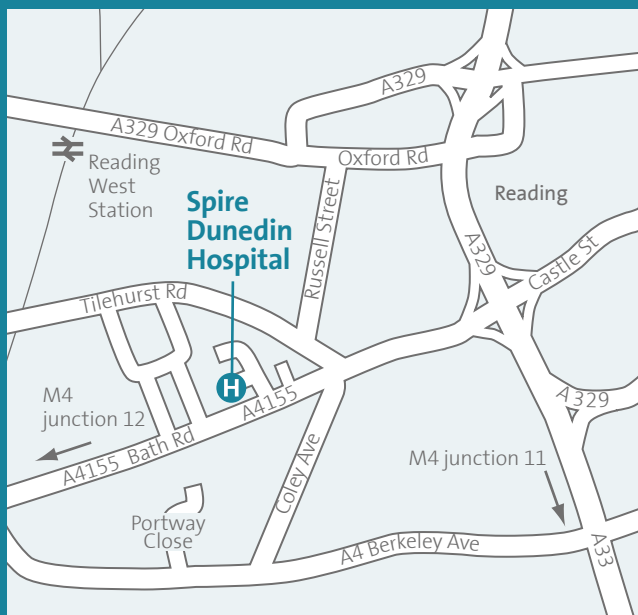 A329
A329 Oxford Rd
Oxford Rd
Reading
West
Station
Spire
Dunedin
Hospital
Russell Street
Reading
A329
Castle St
Tilehurst Rd
H
A4155
M4
junction 12
A329
A4155 Bath Rd
Coley Ave
M4 junction 11
Portway
Close
A4 Berkeley Ave
A33